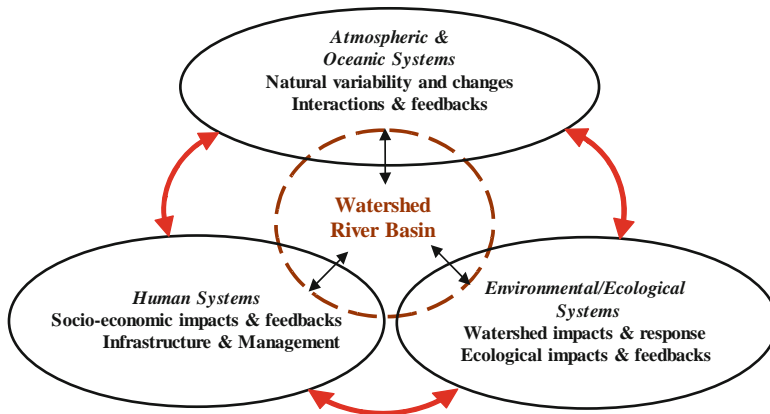 Atmospheric &
Oceanic Systems
Natural variability and changes
Interactions & feedbacks
Watershed
River Basin
Human Systems
Socio-economic impacts & feedbacks
Infrastructure & Management
Environmental/Ecological
Systems
Watershed impacts & response
Ecological impacts & feedbacks